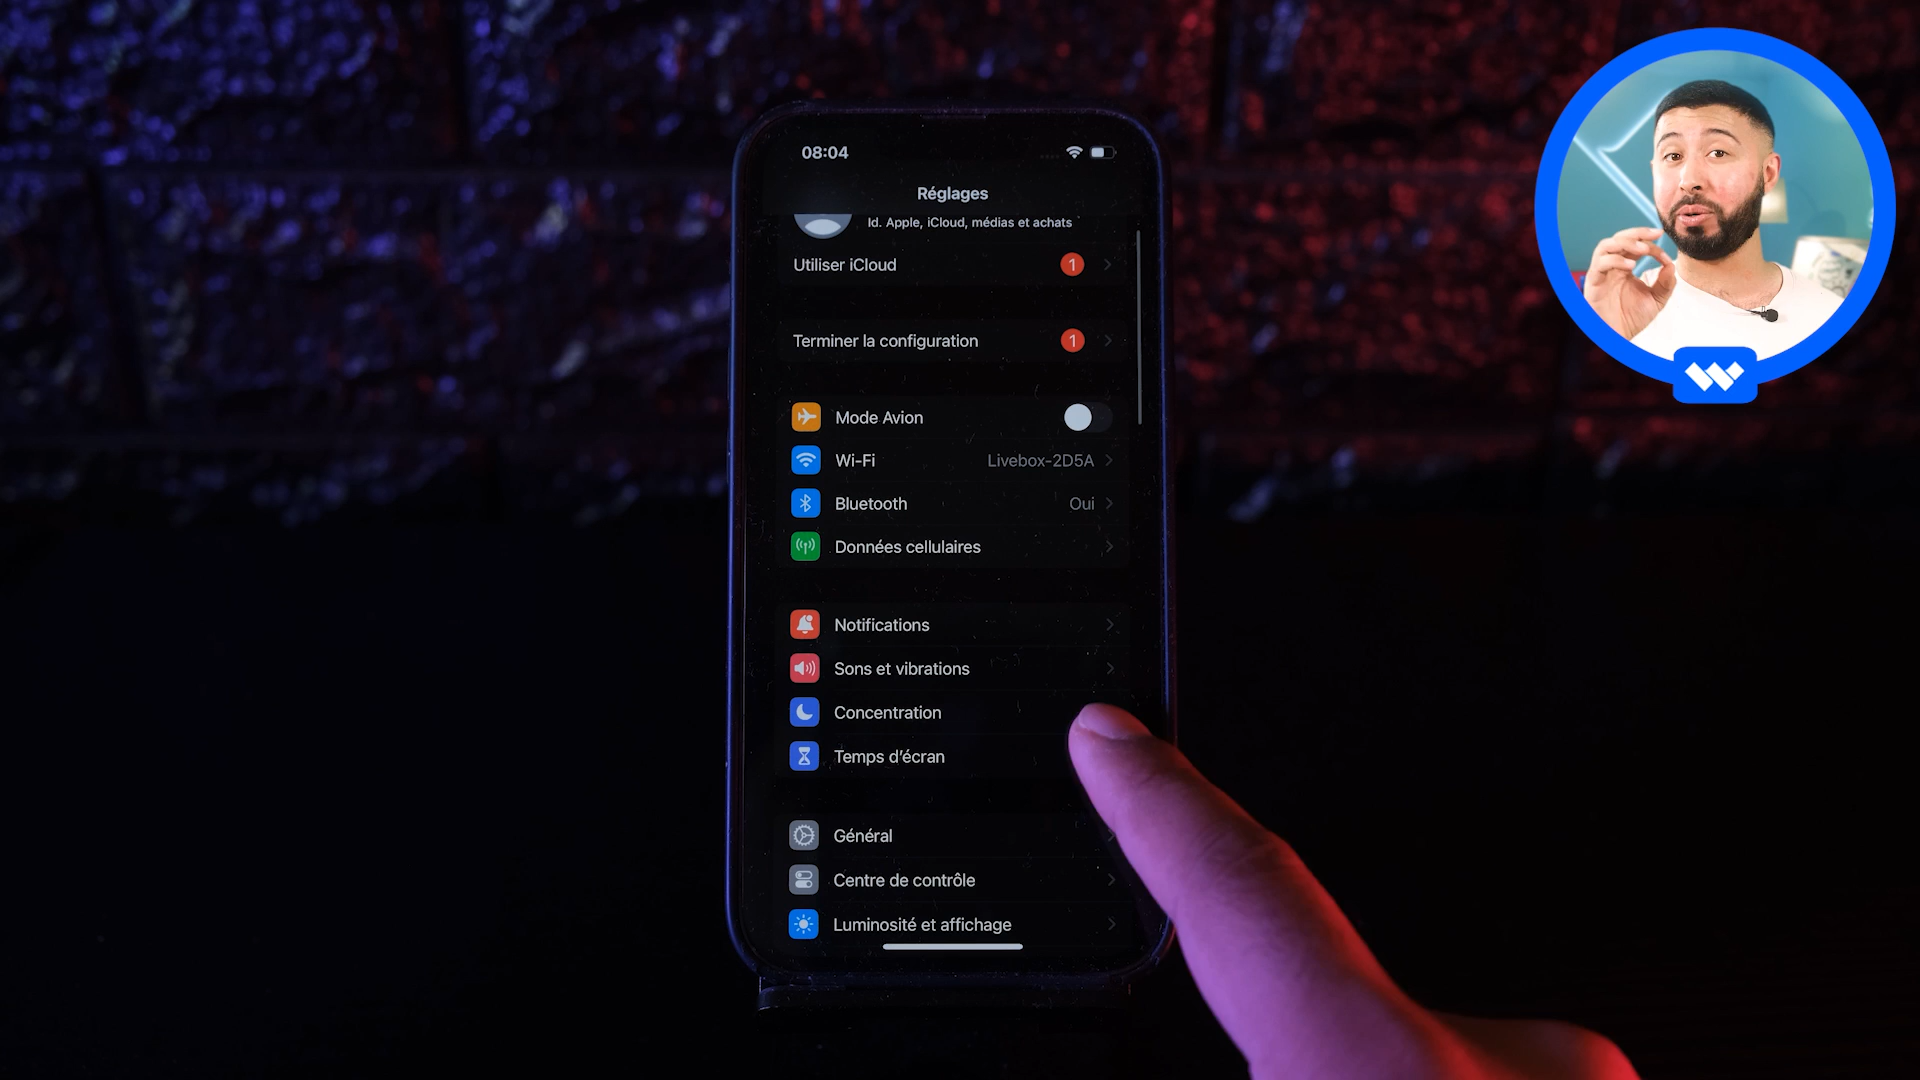 08:04
Réglages
Id. Apple, iCloud, médias et achats
Utiliser iCloud 1
Terminer la configuration 1
Mode Avion
Wi-Fi Livebox-2D5A
Bluetooth Oui
Données cellulaires
Notifications
Sons et vibrations
Concentration
Temps d’écran
Général
Centre de contrôle
Luminosité et affichage